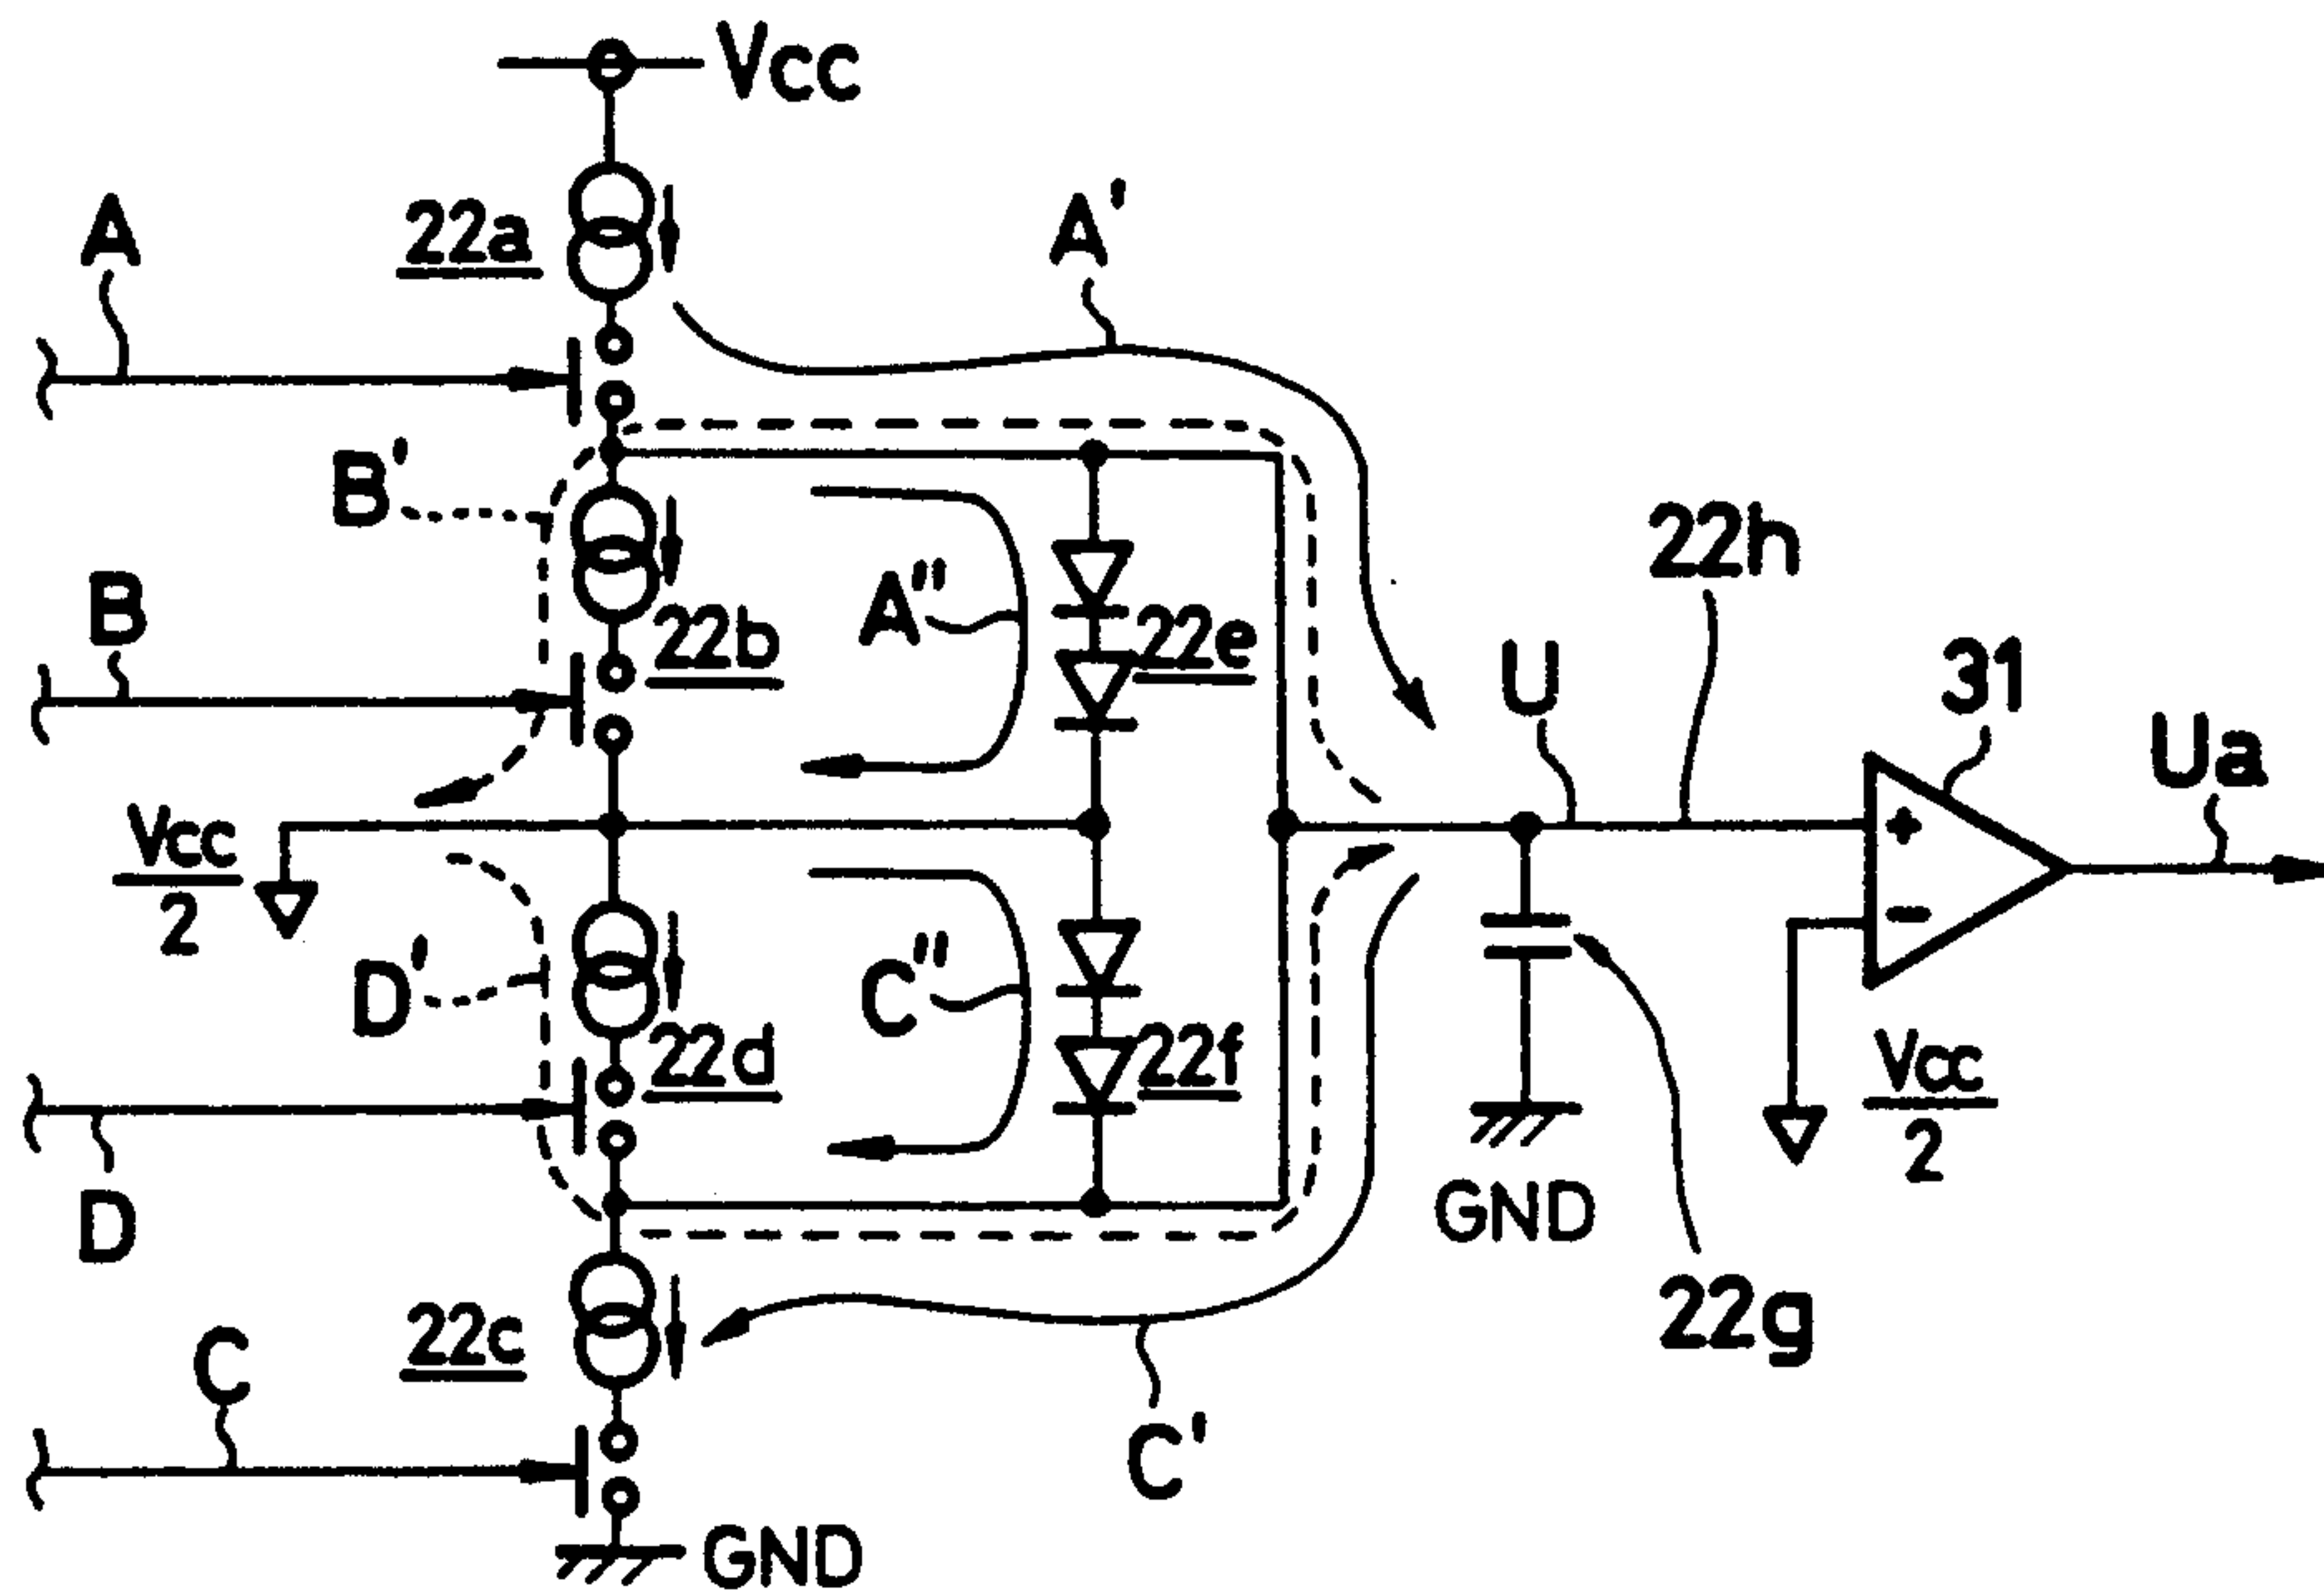 Vcc
A
22a
A'
B'
22h
B
22b
A"
22e
U
31
Ua
Vcc
2
D'
C"
22d
22f
Vcc
2
D
GND
22c
22g
C
C'
GND